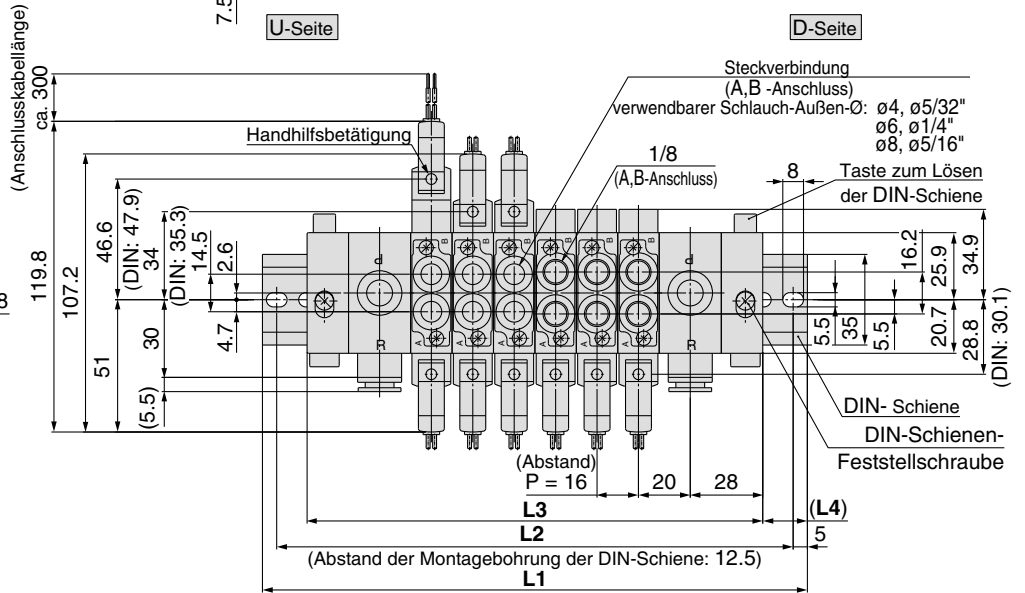 7.5
U-Seite
D-Seite
(Anschlusskabellänge)
ca. 300
Steckverbindung
(A,B -Anschluss)
verwendbarer Schlauch-Außen-Ø: ø4, ø5/32"
ø6, ø1/4"
ø8, ø5/16"
Handhilfsbetätigung
1/8
(A,B-Anschluss)
8
Taste zum Lösen
der DIN-Schiene
119.8
107.2
46.6
(DIN: 47.9)
34
(DIN: 35.3)
14.5
2.6
16.2
25.9
34.9
d
d
B
B
B
B
B
B
8
51
30
(5.5)
4.7
R
R
A
A
A
A
A
A
5.5
35
5.5
20.7
28.8
(DIN: 30.1)
DIN- Schiene
DIN-Schienen-
Feststellschraube
(Abstand)
P = 16
20
28
L3
(L4)
L2
5
(Abstand der Montagebohrung der DIN-Schiene: 12.5)
L1